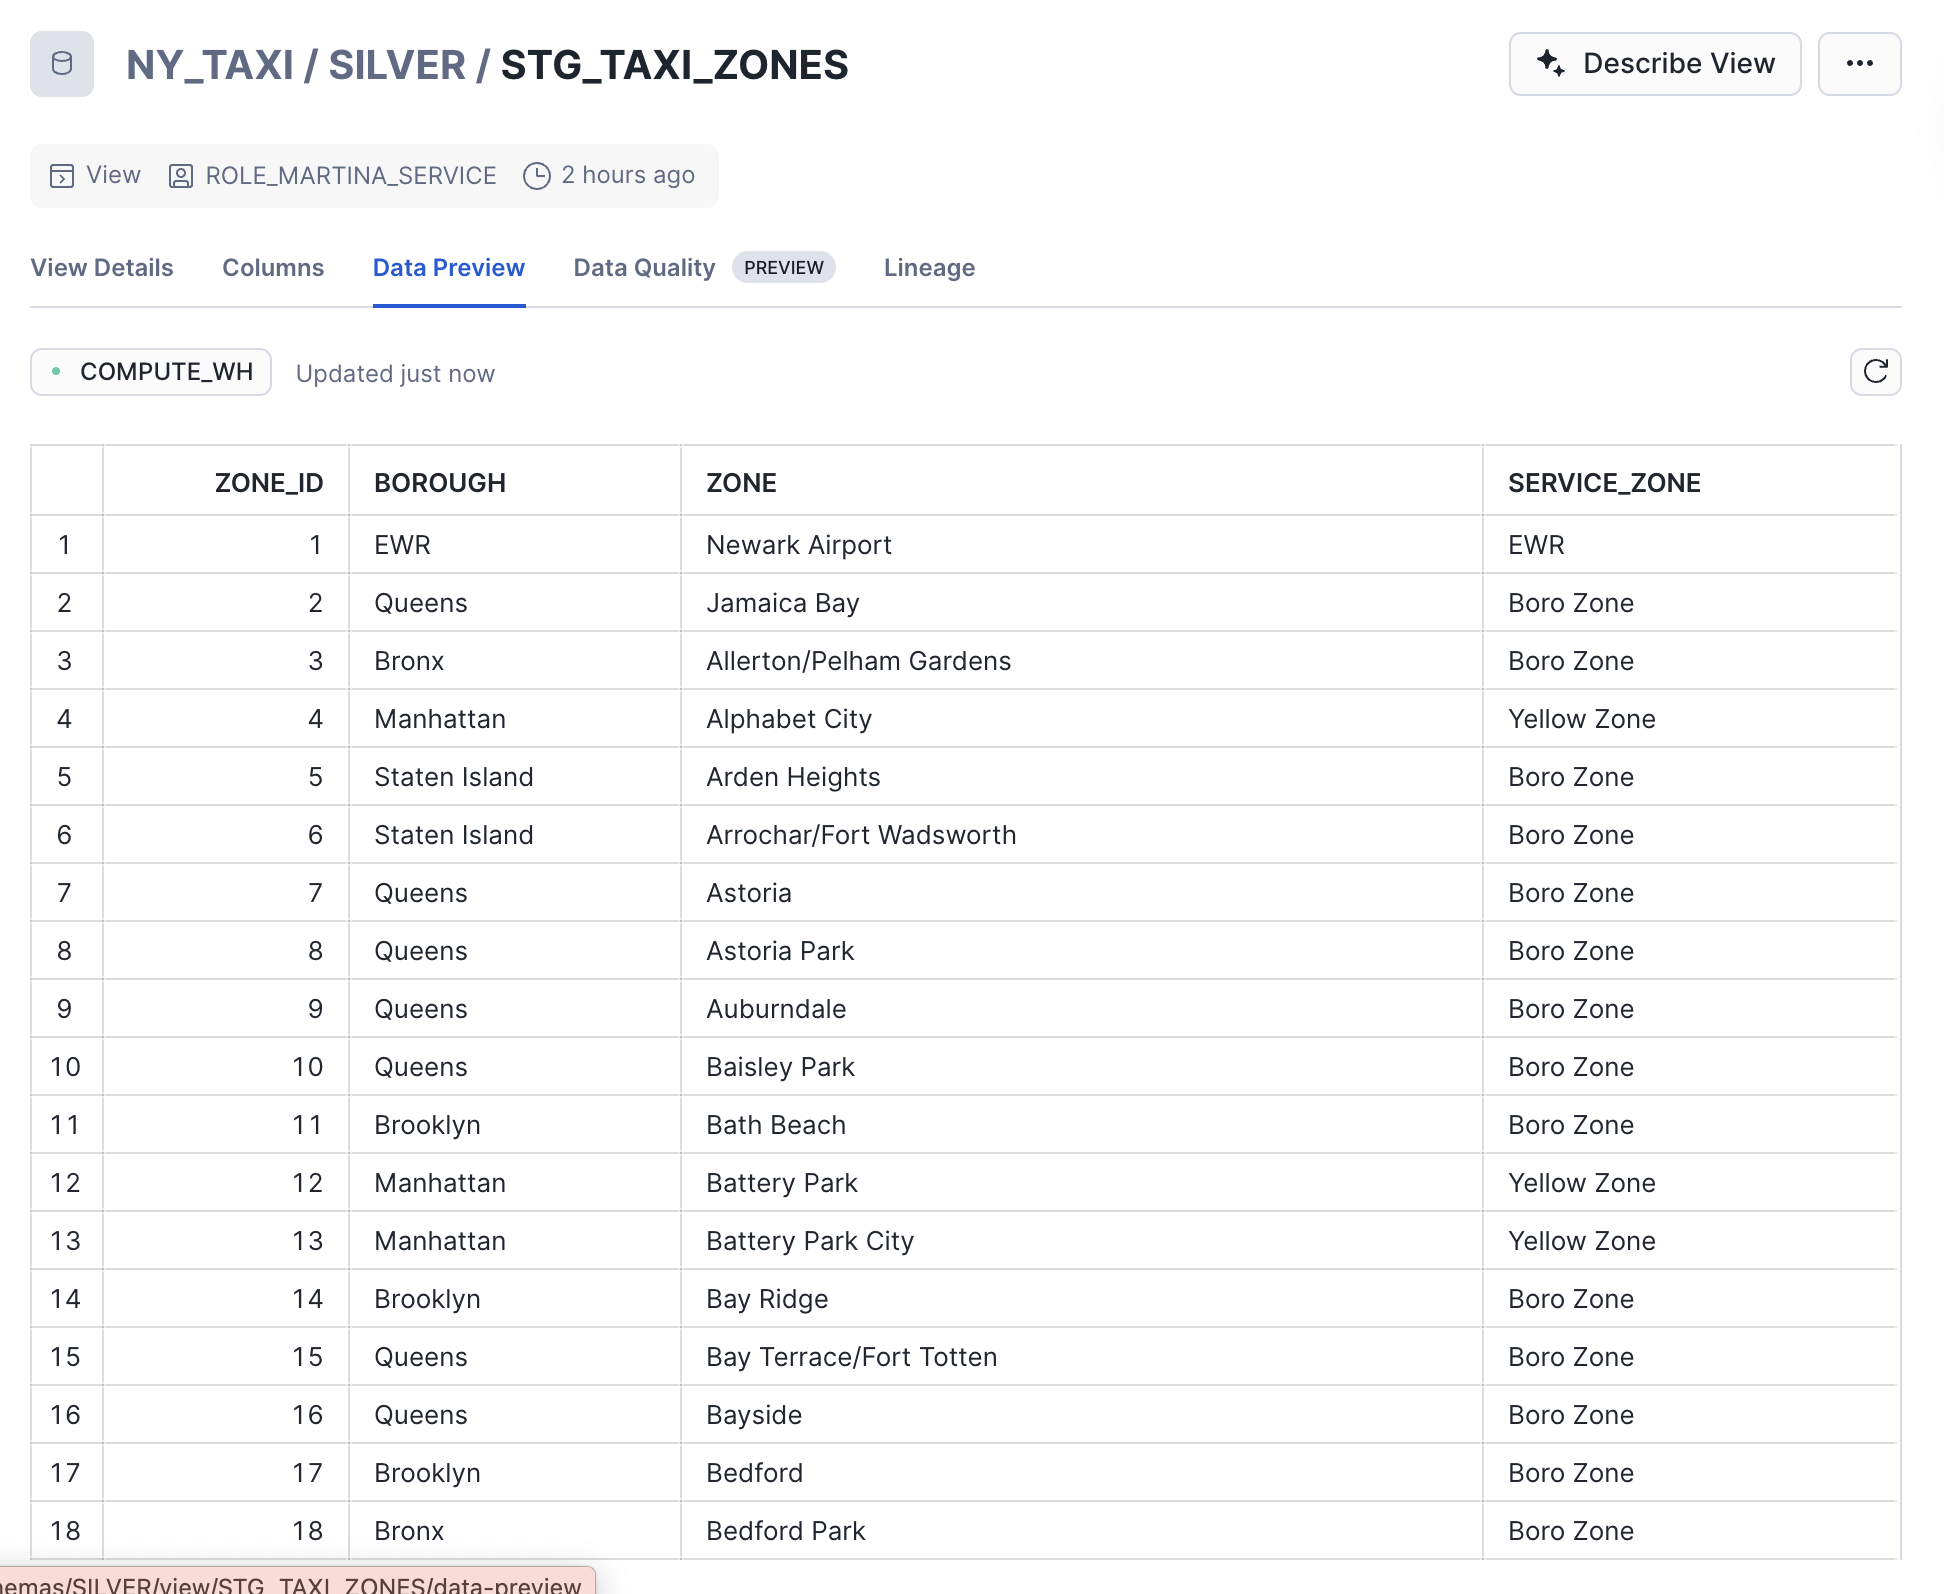 NY_TAXI / SILVER / STG_TAXI_ZONES
Describe View
View ROLE_MARTINA_SERVICE 2 hours ago
View Details Columns Data Preview Data Quality PREVIEW Lineage
COMPUTE_WH Updated just now
ZONE_ID BOROUGH ZONE SERVICE_ZONE
1 1 EWR Newark Airport EWR
2 2 Queens Jamaica Bay Boro Zone
3 3 Bronx Allerton/Pelham Gardens Boro Zone
4 4 Manhattan Alphabet City Yellow Zone
5 5 Staten Island Arden Heights Boro Zone
6 6 Staten Island Arrochar/Fort Wadsworth Boro Zone
7 7 Queens Astoria Boro Zone
8 8 Queens Astoria Park Boro Zone
9 9 Queens Auburndale Boro Zone
10 10 Queens Baisley Park Boro Zone
11 11 Brooklyn Bath Beach Boro Zone
12 12 Manhattan Battery Park Yellow Zone
13 13 Manhattan Battery Park City Yellow Zone
14 14 Brooklyn Bay Ridge Boro Zone
15 15 Queens Bay Terrace/Fort Totten Boro Zone
16 16 Queens Bayside Boro Zone
17 17 Brooklyn Bedford Boro Zone
18 18 Bronx Bedford Park Boro Zone
emas/SILVER/view/STG_TAXI_ZONES/data-preview